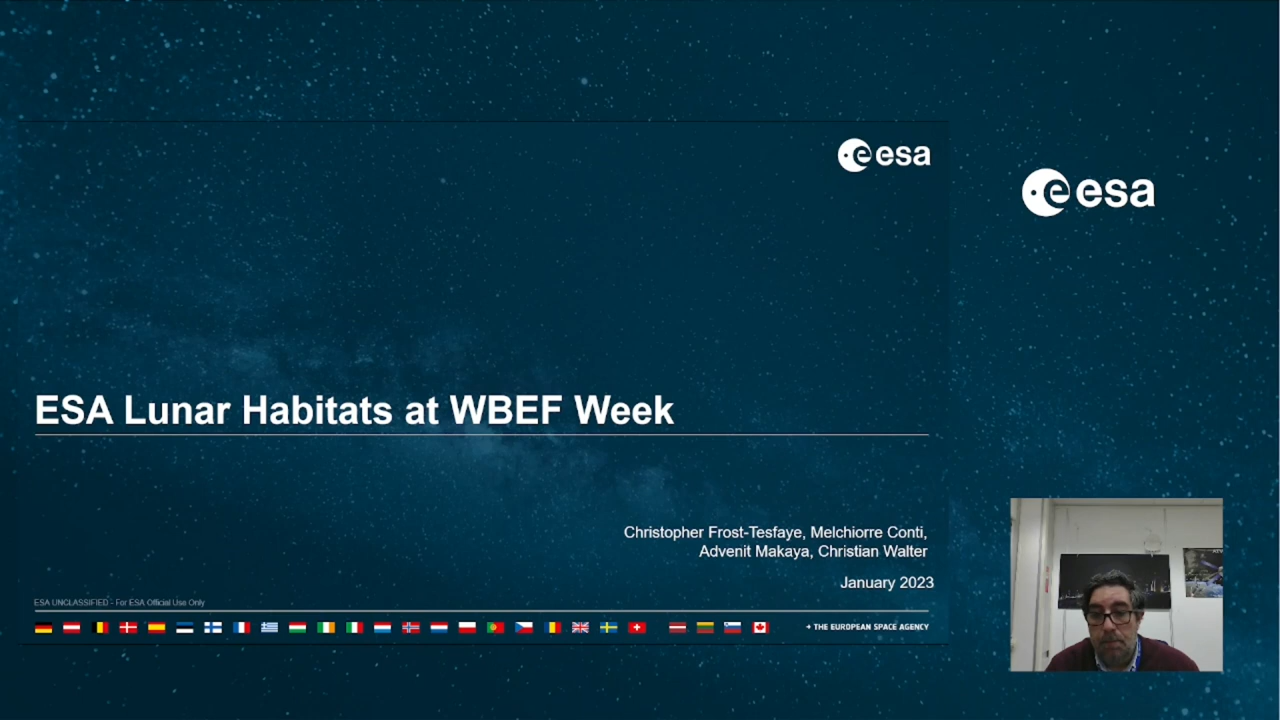 esa
esa
ESA Lunar Habitats at WBEF Week
Christopher Frost-Tesfaye, Melchiorre Conti,
Advenit Makaya, Christian Walter
January 2023
ESA UNCLASSIFIED - For ESA Official Use Only
→ THE EUROPEAN SPACE AGENCY